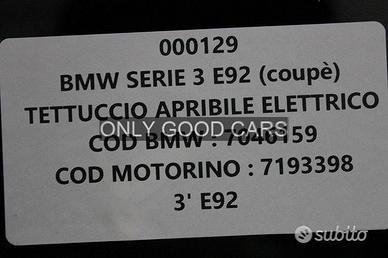 000129
BMW SERIE 3 E92 (coupè)
TETTUCCIO APRIBILE ELETTRICO
ONLY GOOD CARS
COD BMW : 7046159
COD MOTORINO : 7193398
3' E92
subito